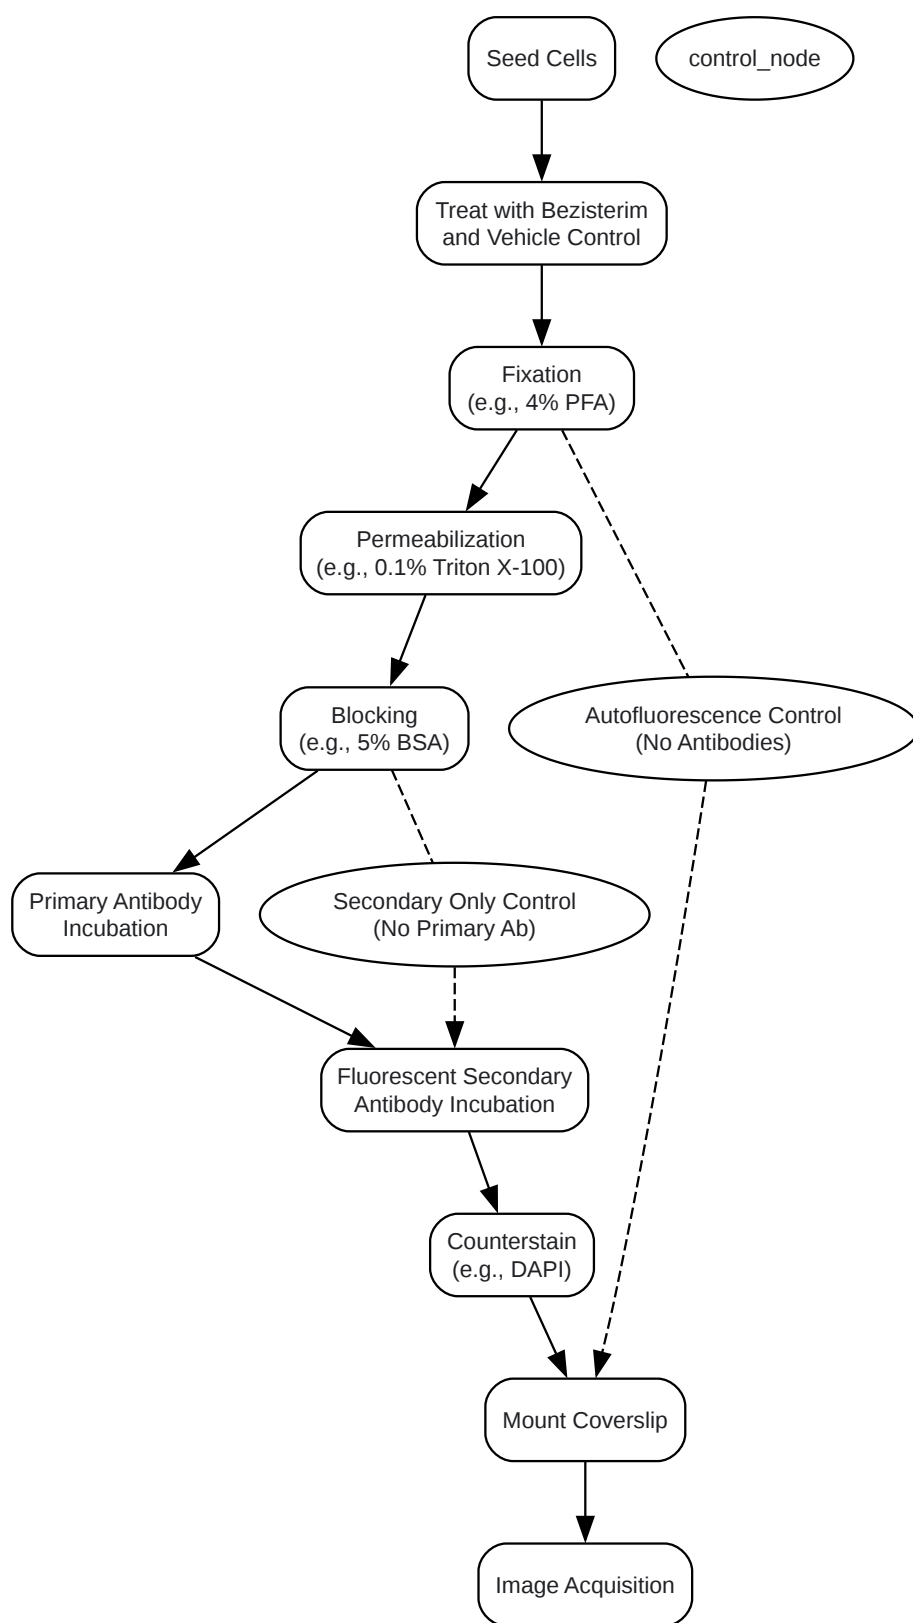 Seed Cells
control_node
Treat with Bezisterim
and Vehicle Control
Fixation
(e.g., 4% PFA)
Permeabilization
(e.g., 0.1% Triton X-100)
Blocking
(e.g., 5% BSA)
Autofluorescence Control
(No Antibodies)
Primary Antibody
Incubation
Secondary Only Control
(No Primary Ab)
Fluorescent Secondary
Antibody Incubation
Counterstain
(e.g., DAPI)
Mount Coverslip
Image Acquisition